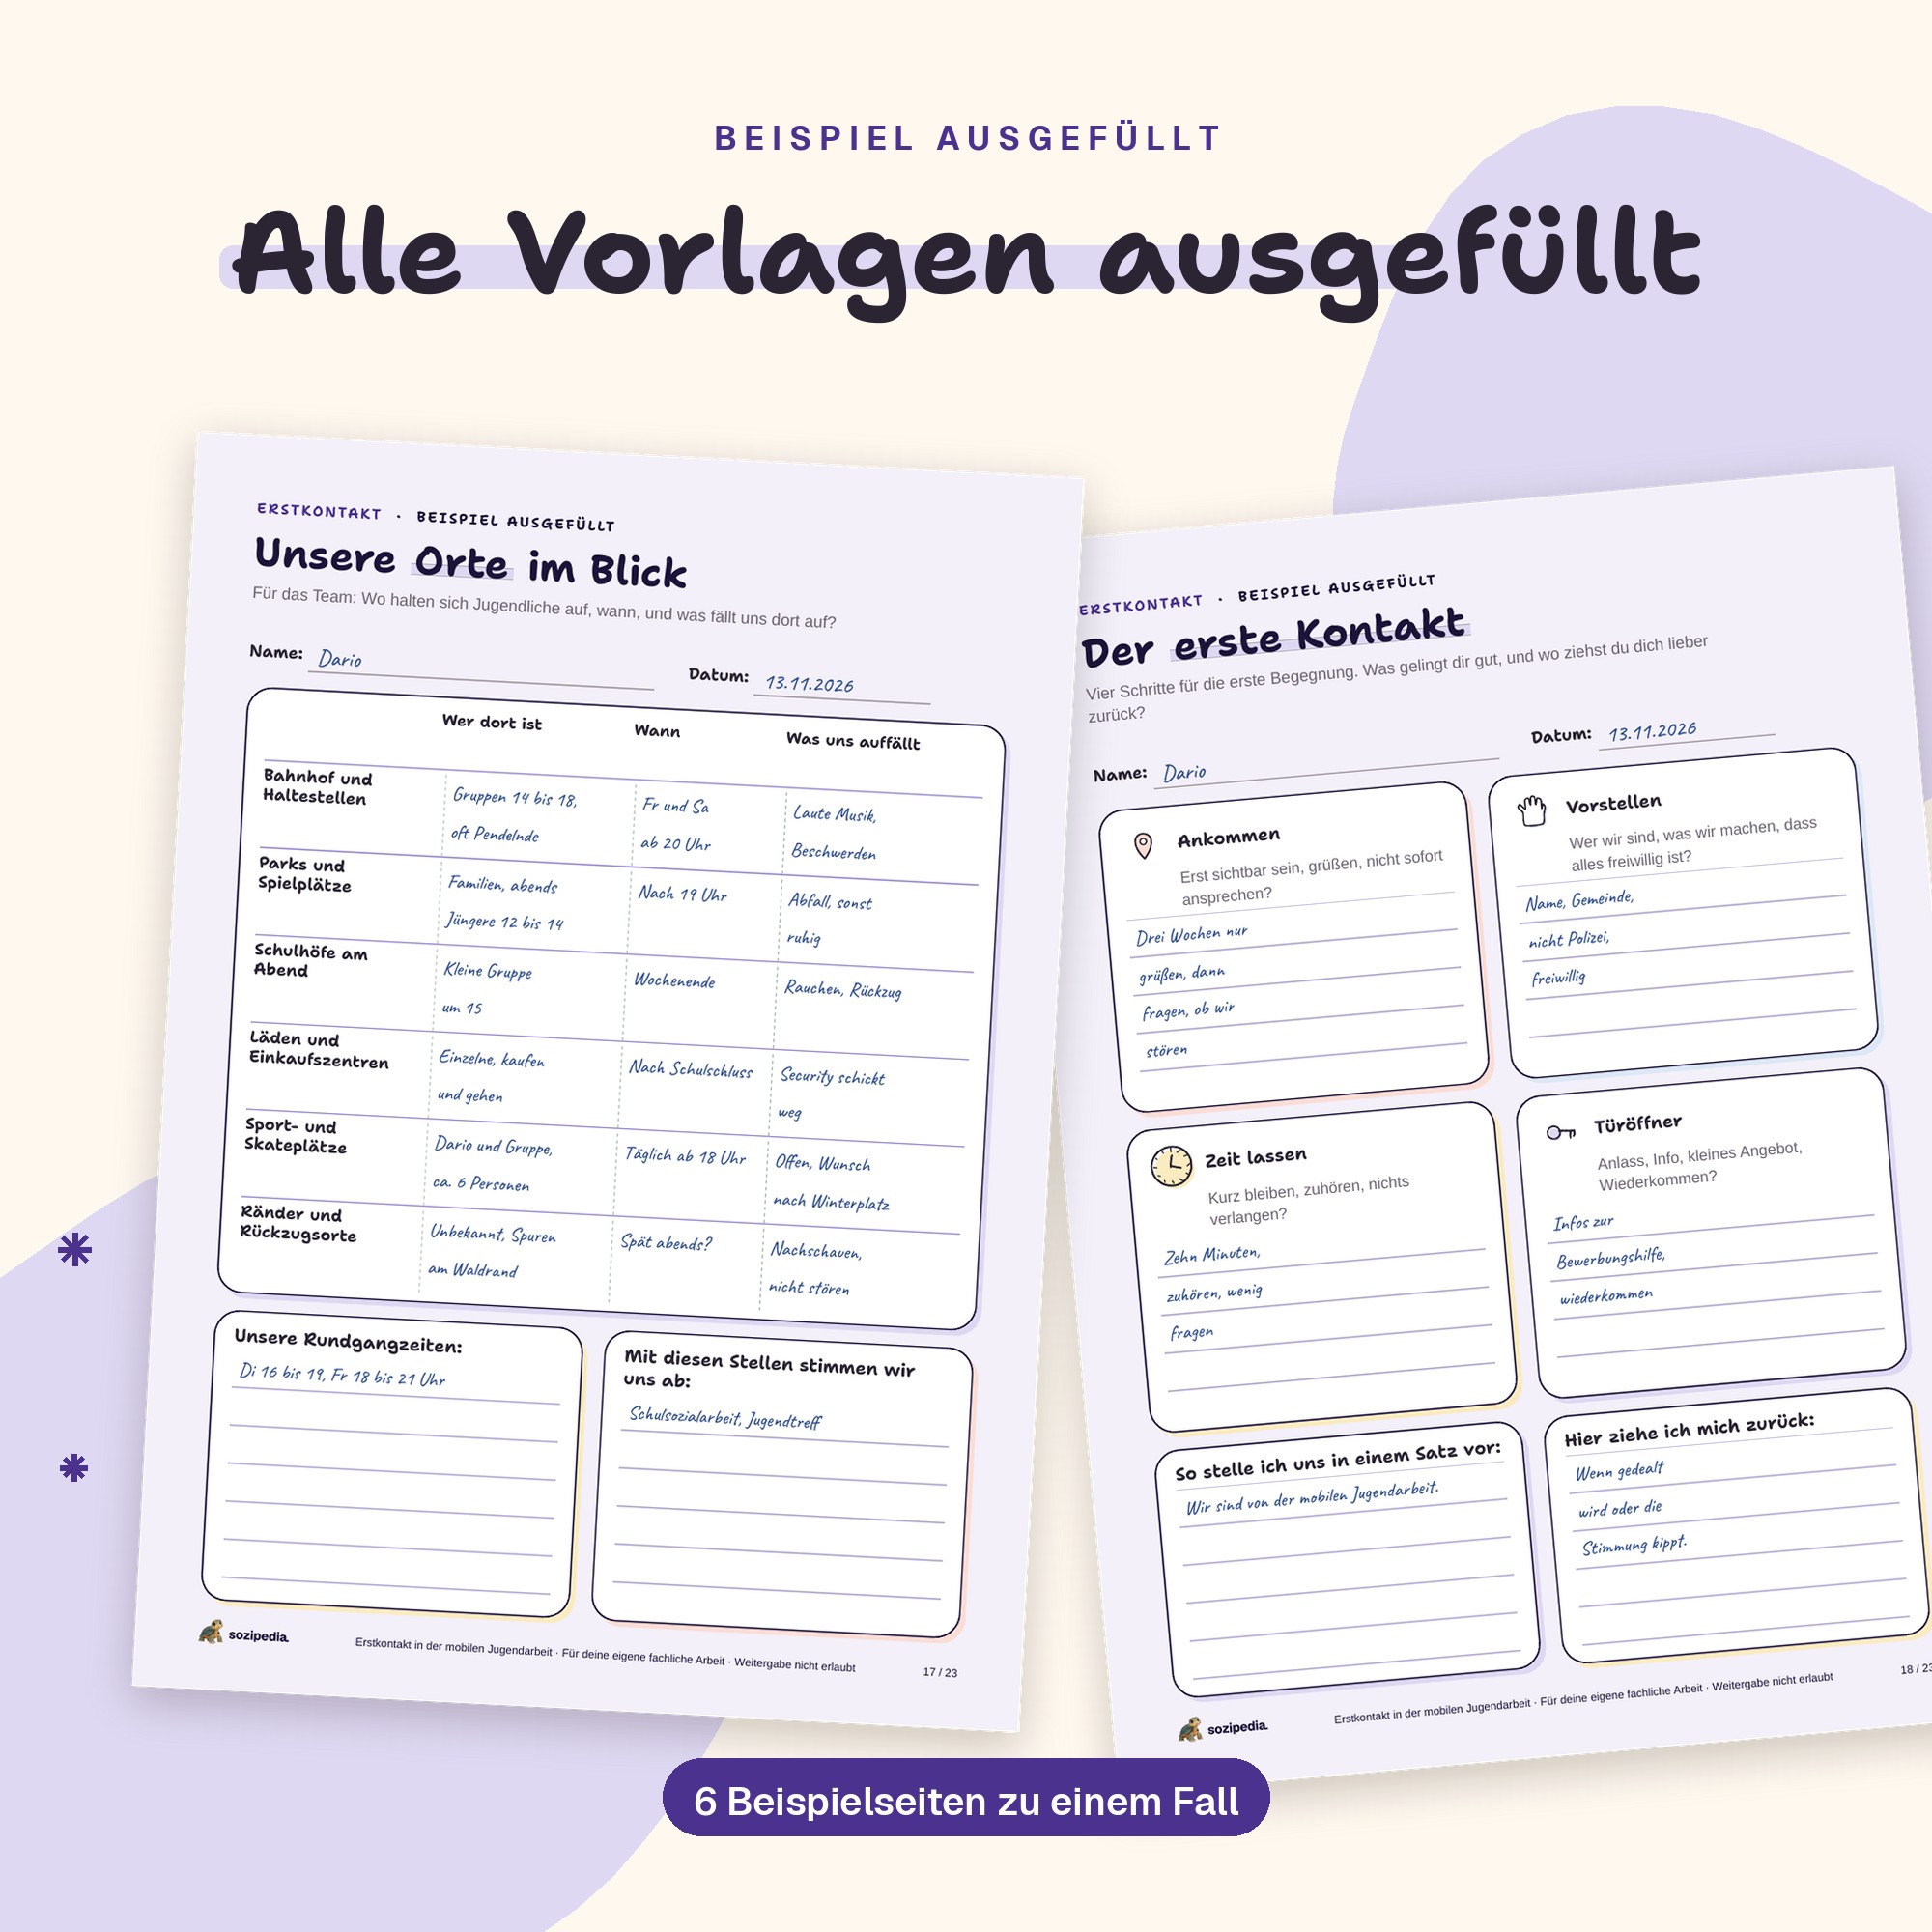 BEISPIEL AUSGEFÜLLT
Alle Vorlagen ausgefüllt
ERSTKONTAKT · BEISPIEL AUSGEFÜLLT
Unsere Orte im Blick
Für das Team: Wo halten sich Jugendliche auf, wann, und was fällt uns dort auf?
Name: Dario Datum: 13.11.2026
Wer dort ist Wann Was uns auffällt
Bahnhof und
Haltestellen
Gruppen 14 bis 18,
oft Pendelnde
Fr und Sa
ab 20 Uhr
Laute Musik,
Beschwerden
Parks und
Spielplätze
Familien, abends
Jüngere 12 bis 14
Nach 19 Uhr
Abfall, sonst
ruhig
Schulhöfe am
Abend
Kleine Gruppe
um 15
Wochenende
Rauchen, Rückzug
Läden und
Einkaufszentren
Einzelne, kaufen
und gehen
Nach Schulschluss
Security schickt
weg
Sport- und
Skateplätze
Dario und Gruppe,
ca. 6 Personen
Täglich ab 18 Uhr
Offen, Wunsch
nach Winterplatz
Ränder und
Rückzugsorte
Unbekannt, Spuren
am Waldrand
Spät abends?
Nachschauen,
nicht stören
Unsere Rundgangzeiten:
Di 16 bis 19, Fr 18 bis 21 Uhr
Mit diesen Stellen stimmen wir
uns ab:
Schulsozialarbeit, Jugendtreff
sozipedia.
Erstkontakt in der mobilen Jugendarbeit · Für deine eigene fachliche Arbeit · Weitergabe nicht erlaubt
17 / 23
ERSTKONTAKT · BEISPIEL AUSGEFÜLLT
Der erste Kontakt
Vier Schritte für die erste Begegnung. Was gelingt dir gut, und wo ziehst du dich lieber
zurück?
Name: Dario Datum: 13.11.2026
Ankommen
Erst sichtbar sein, grüßen, nicht sofort
ansprechen?
Drei Wochen nur
grüßen, dann
fragen, ob wir
stören
Vorstellen
Wer wir sind, was wir machen, dass
alles freiwillig ist?
Name, Gemeinde,
nicht Polizei,
freiwillig
Zeit lassen
Kurz bleiben, zuhören, nichts
verlangen?
Zehn Minuten,
zuhören, wenig
fragen
Türöffner
Anlass, Info, kleines Angebot,
Wiederkommen?
Infos zur
Bewerbungshilfe,
wiederkommen
So stelle ich uns in einem Satz vor:
Wir sind von der mobilen Jugendarbeit.
Hier ziehe ich mich zurück:
Wenn gedealt
wird oder die
Stimmung kippt.
sozipedia.
Erstkontakt in der mobilen Jugendarbeit · Für deine eigene fachliche Arbeit · Weitergabe nicht erlaubt
18 / 23
6 Beispielseiten zu einem Fall